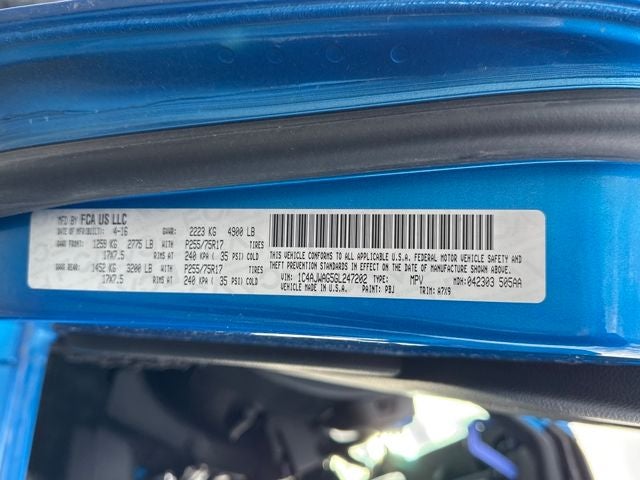 MFD BY FCA US LLC
DATE OF MFR(DDICT): 4-16 GVWR: 2223 KG 4900 LB
GAWR FRONT: 1259 KG 2775 LB WITH P255/75R17 TIRES
17X7.5 RIMS AT 240 KPA ( 35 PSI) COLD
GAWR REAR: 1452 KG 3200 LB WITH P255/75R17 TIRES
17X7.5 RIMS AT 240 KPA ( 35 PSI) COLD
THIS VEHICLE CONFORMS TO ALL APPLICABLE U.S.A. FEDERAL MOTOR VEHICLE SAFETY AND
THEFT PREVENTION STANDARDS IN EFFECT ON THE DATE OF MANUFACTURE SHOWN ABOVE.
VIN: 1C4AJWAG5GL247202 TYPE: MPV MDH: 042303 505AA
VEHICLE MADE IN U.S.A. PAINT: PBJ TRIM: A7X9